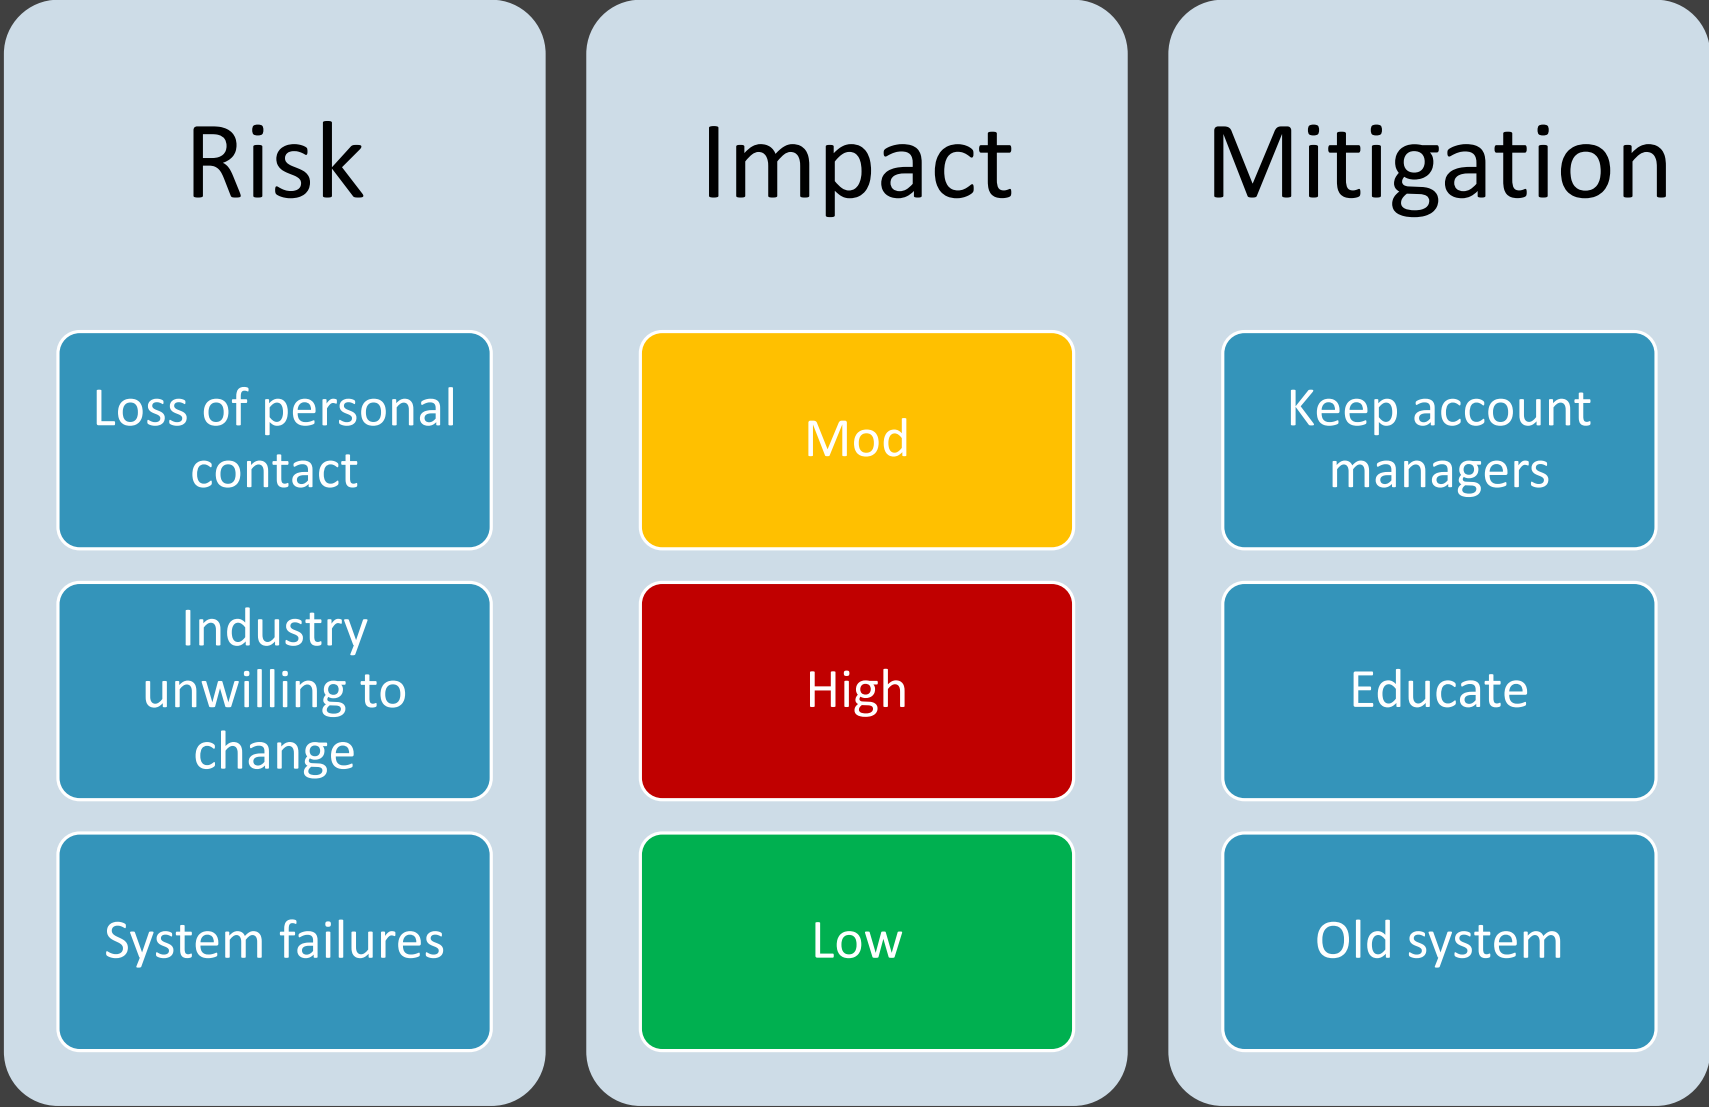 Risk
Loss of personal
contact
Industry
unwilling to
change
System failures
Impact
Mod
High
Low
Mitigation
Keep account
managers
Educate
Old system